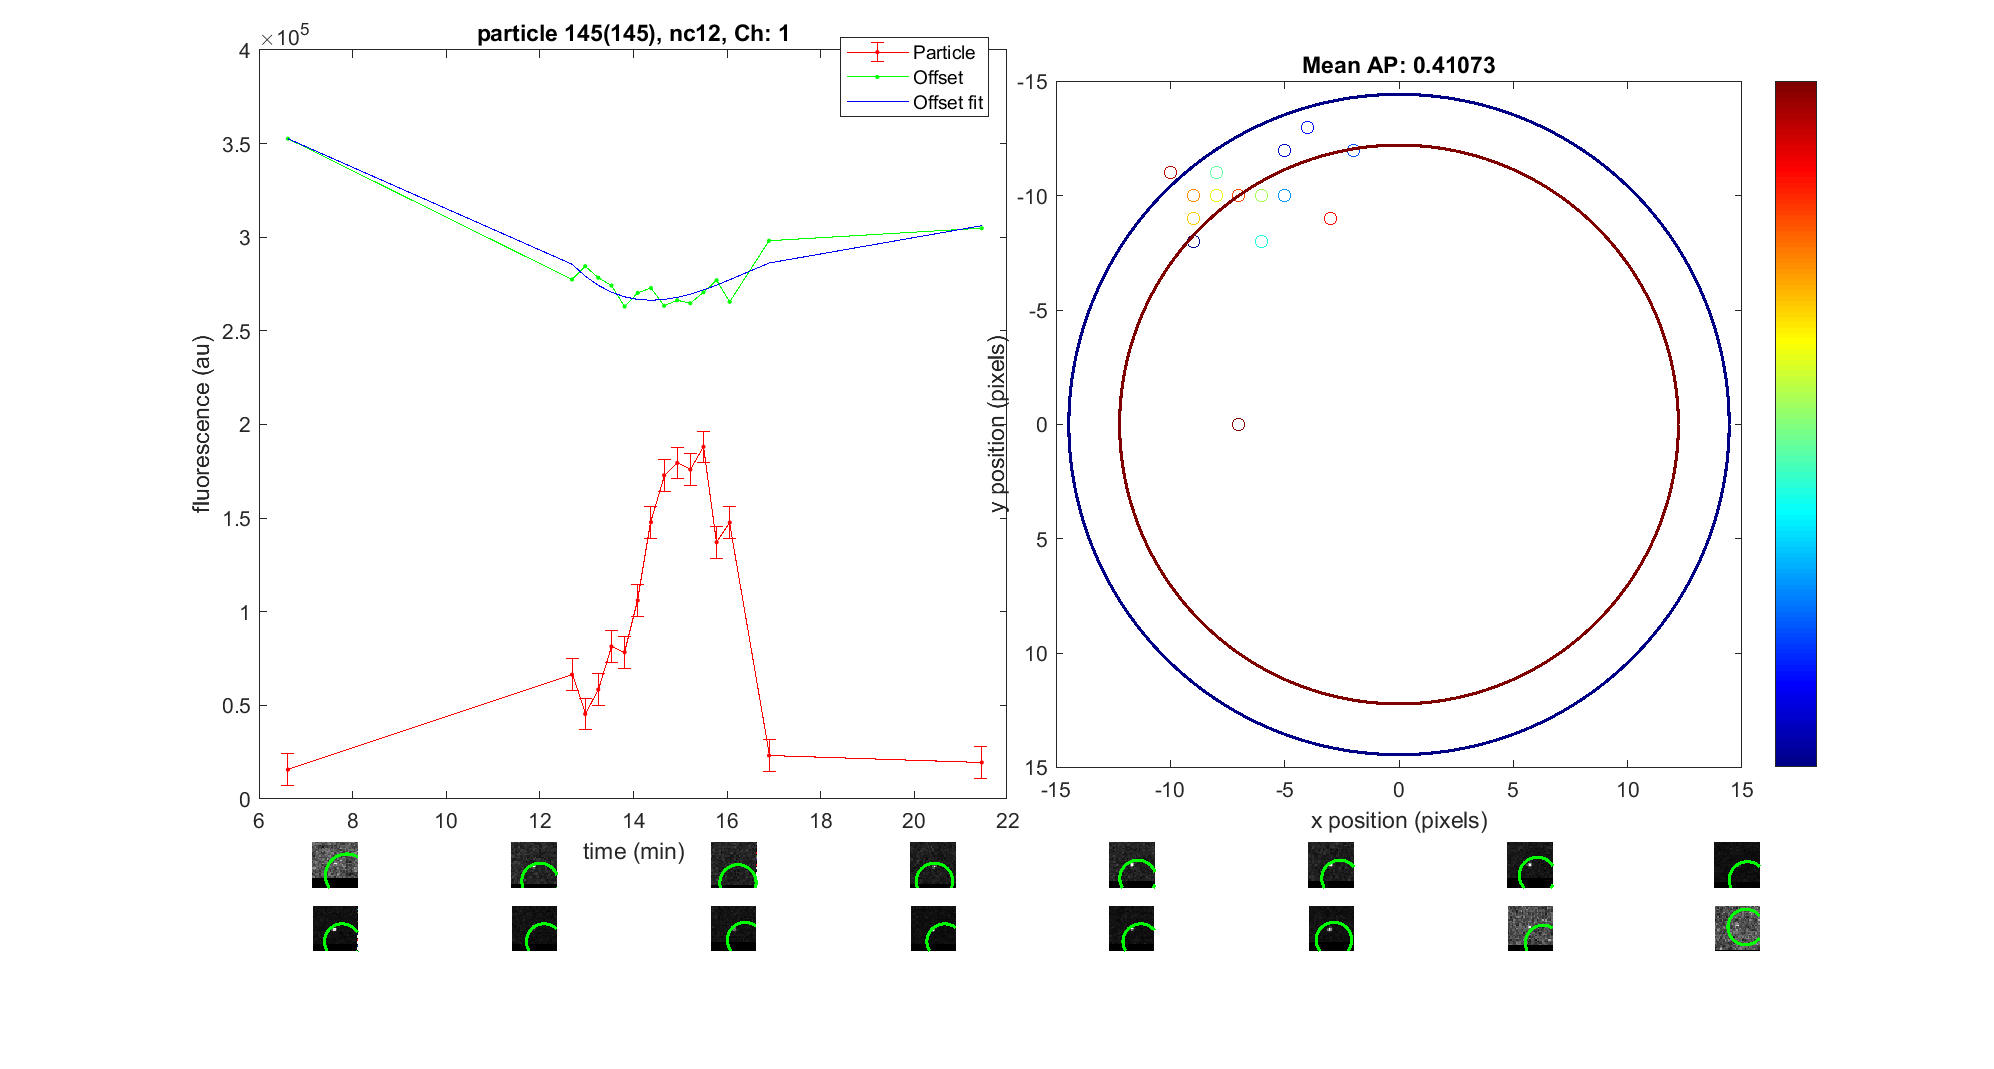 particle 145(145), nc12, Ch: 1
×10^5
Particle
Offset
Offset fit
4
3.5
3
2.5
2
1.5
1
0.5
0
fluorescence (au)
6 8 10 12 14 16 18 20 22
time (min)
Mean AP: 0.41073
-15
-10
-5
0
5
10
15
y position (pixels)
-15 -10 -5 0 5 10 15
x position (pixels)